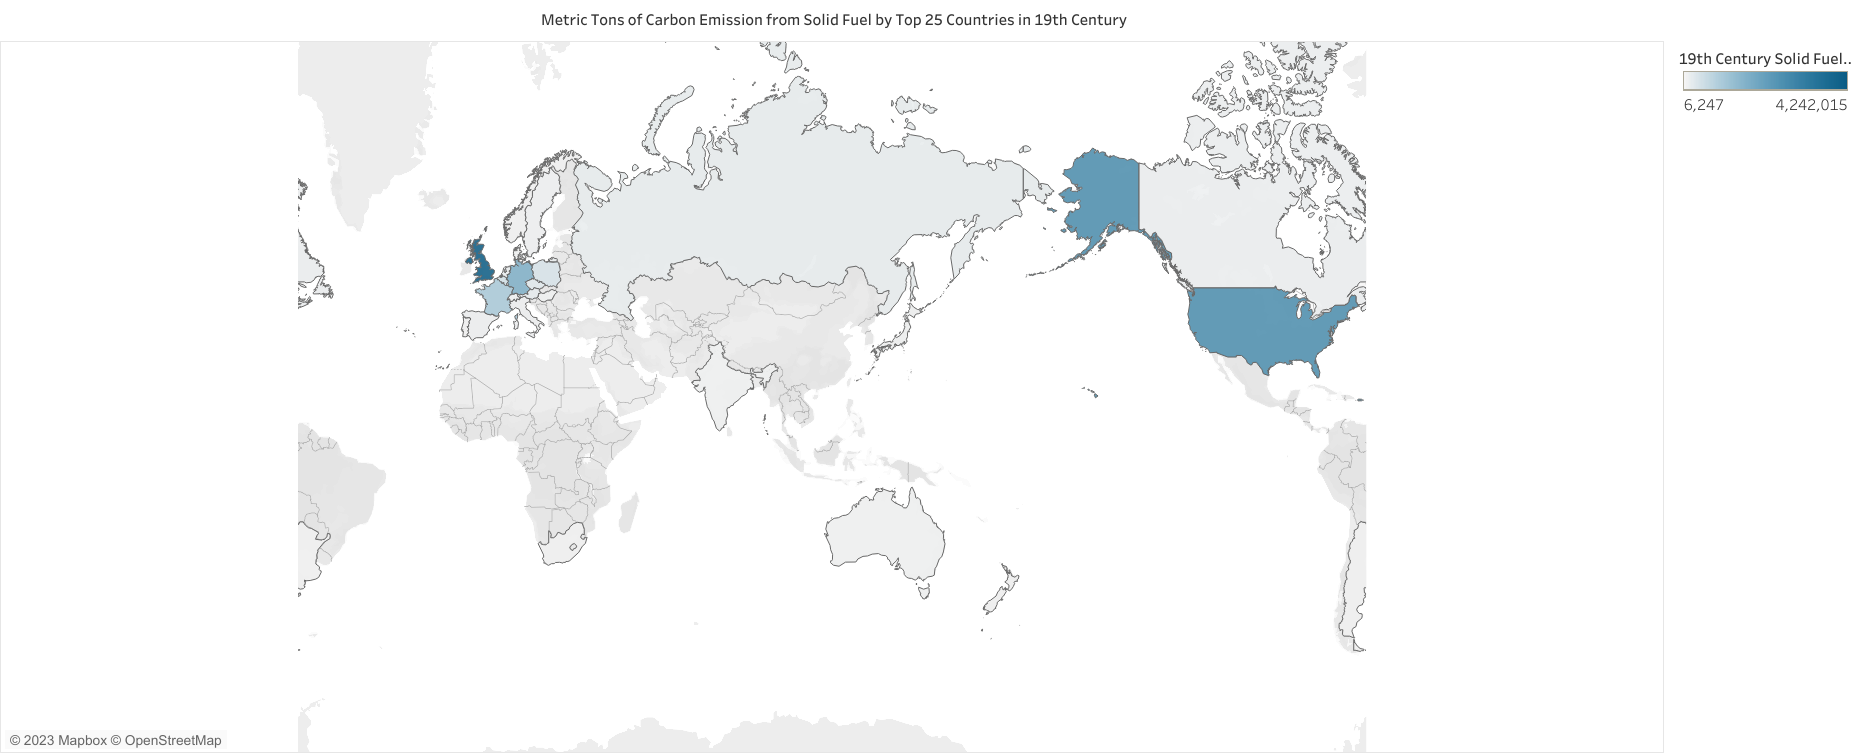 Metric Tons of Carbon Emission from Solid Fuel by Top 25 Countries in 19th Century
19th Century Solid Fuel..
6,247 4,242,015
© 2023 Mapbox © OpenStreetMap